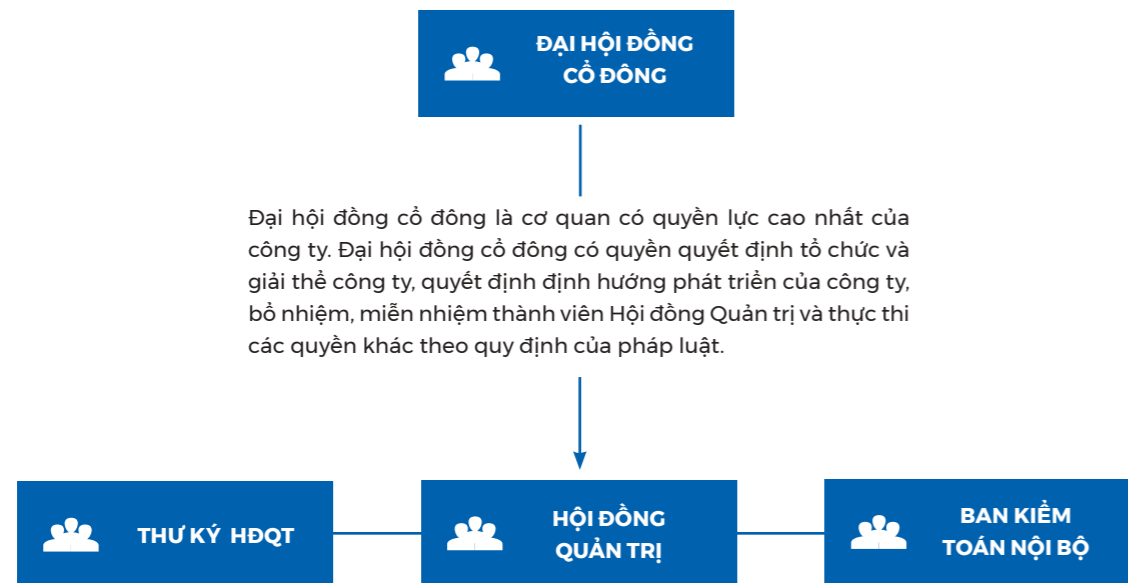 ĐẠI HỘI ĐỒNG
CỔ ĐÔNG
Đại hội đồng cổ đông là cơ quan có quyền lực cao nhất của
công ty. Đại hội đồng cổ đông có quyền quyết định tổ chức và
giải thể công ty, quyết định định hướng phát triển của công ty,
bổ nhiệm, miễn nhiệm thành viên Hội đồng Quản trị và thực thi
các quyền khác theo quy định của pháp luật.
THƯ KÝ HĐQT
HỘI ĐỒNG
QUẢN TRỊ
BAN KIỂM
TOÁN NỘI BỘ